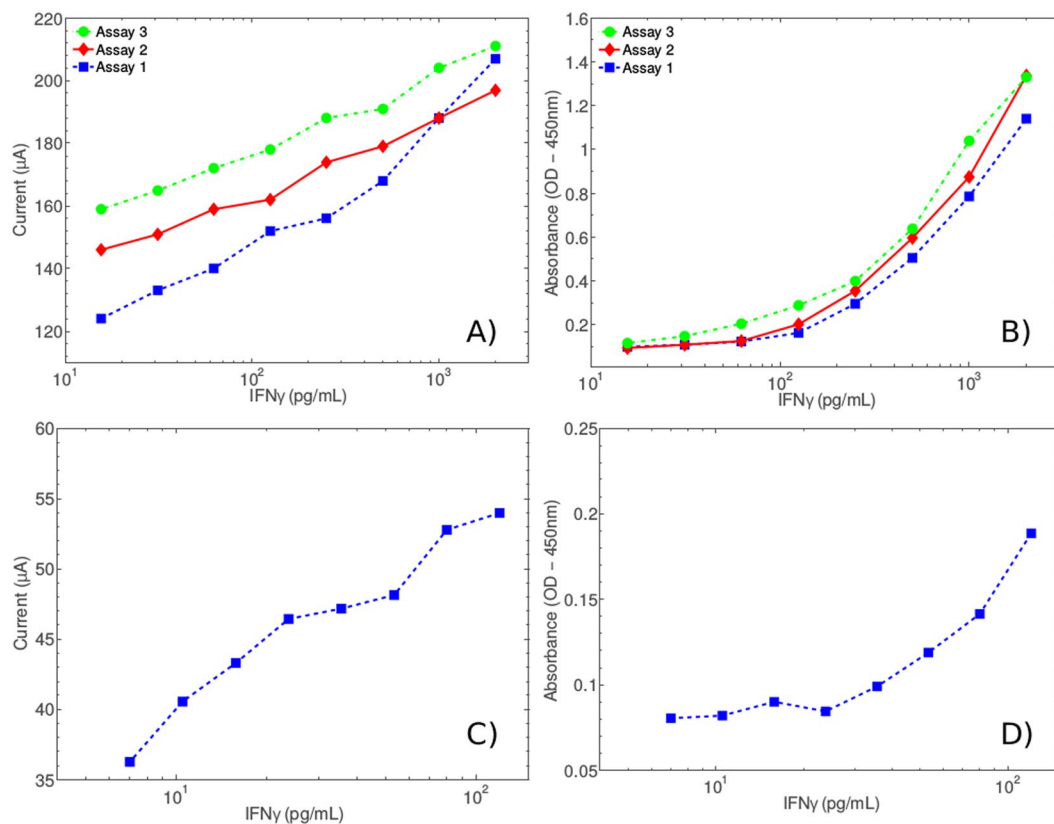 220
200
180
160
140
120
10¹
10²
10³
Current (μA)
IFNγ (pg/mL)
Assay 3
Assay 2
Assay 1
A)
1.6
1.4
1.2
1
0.8
0.6
0.4
0.2
10¹
10²
10³
Absorbance (OD − 450nm)
IFNγ (pg/mL)
Assay 3
Assay 2
Assay 1
B)
60
55
50
45
40
35
10¹
10²
Current (μA)
IFNγ (pg/mL)
C)
0.25
0.2
0.15
0.1
0.05
10¹
10²
Absorbance (OD − 450nm)
IFNγ (pg/mL)
D)